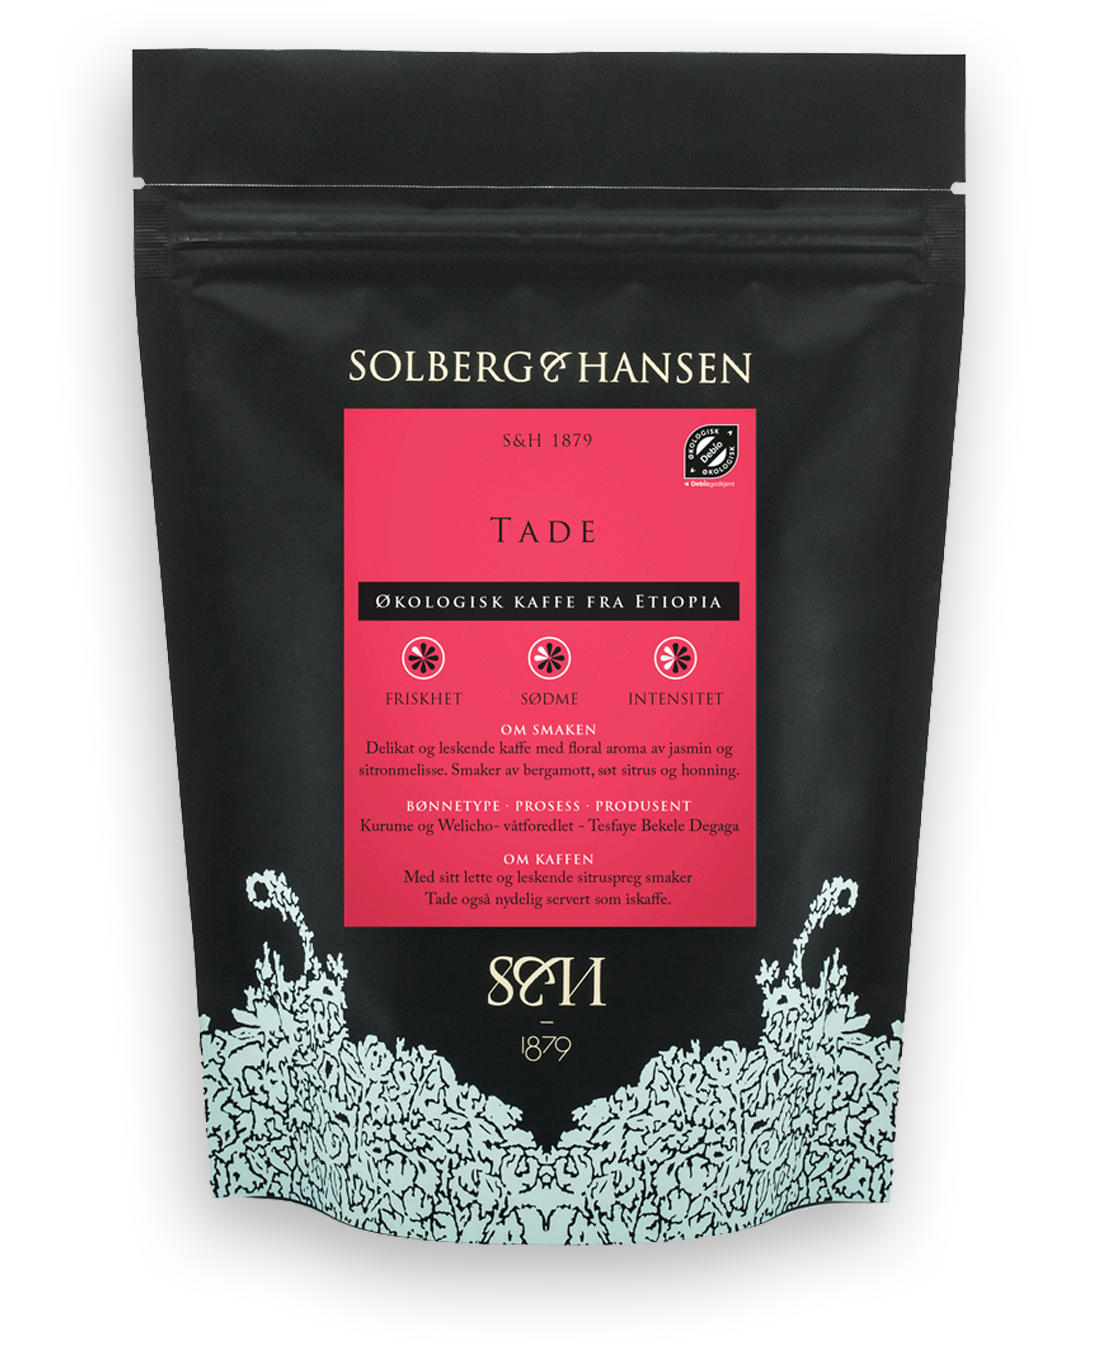 SOLBERG & HANSEN
S&H 1879
ØKOLOGISK
Debio
ØKOLOGISK
Debiogodkjent
TADE
ØKOLOGISK KAFFE FRA ETIOPIA
FRISKHET SØDME INTENSITET
OM SMAKEN
Delikat og leskende kaffe med floral aroma av jasmin og
sitronmelisse. Smaker av bergamott, søt sitrus og honning.
BØNNETYPE · PROSESS · PRODUSENT
Kurume og Welicho- våtforedlet - Tesfaye Bekele Degaga
OM KAFFEN
Med sitt lette og leskende sitruspreg smaker
Tade også nydelig servert som iskaffe.
S&H
1879